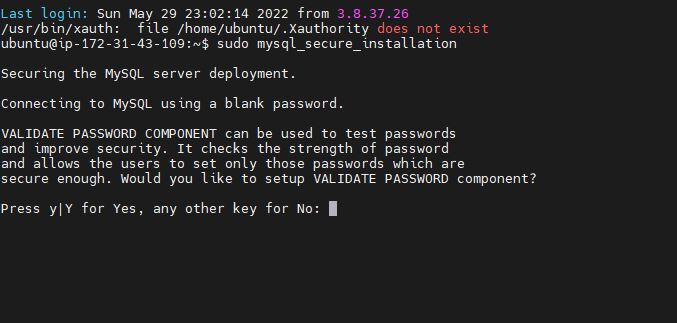 Last login: Sun May 29 23:02:14 2022 from 3.8.37.26
/usr/bin/xauth:  file /home/ubuntu/.Xauthority does not exist
ubuntu@ip-172-31-43-109:~$ sudo mysql_secure_installation
Securing the MySQL server deployment.
Connecting to MySQL using a blank password.
VALIDATE PASSWORD COMPONENT can be used to test passwords
and improve security. It checks the strength of password
and allows the users to set only those passwords which are
secure enough. Would you like to setup VALIDATE PASSWORD component?
Press y|Y for Yes, any other key for No: